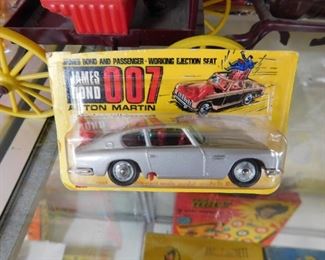 JAMES BOND AND PASSENGER - WORKING EJECTION SEAT
JAMES
BOND
007
ASTON MARTIN